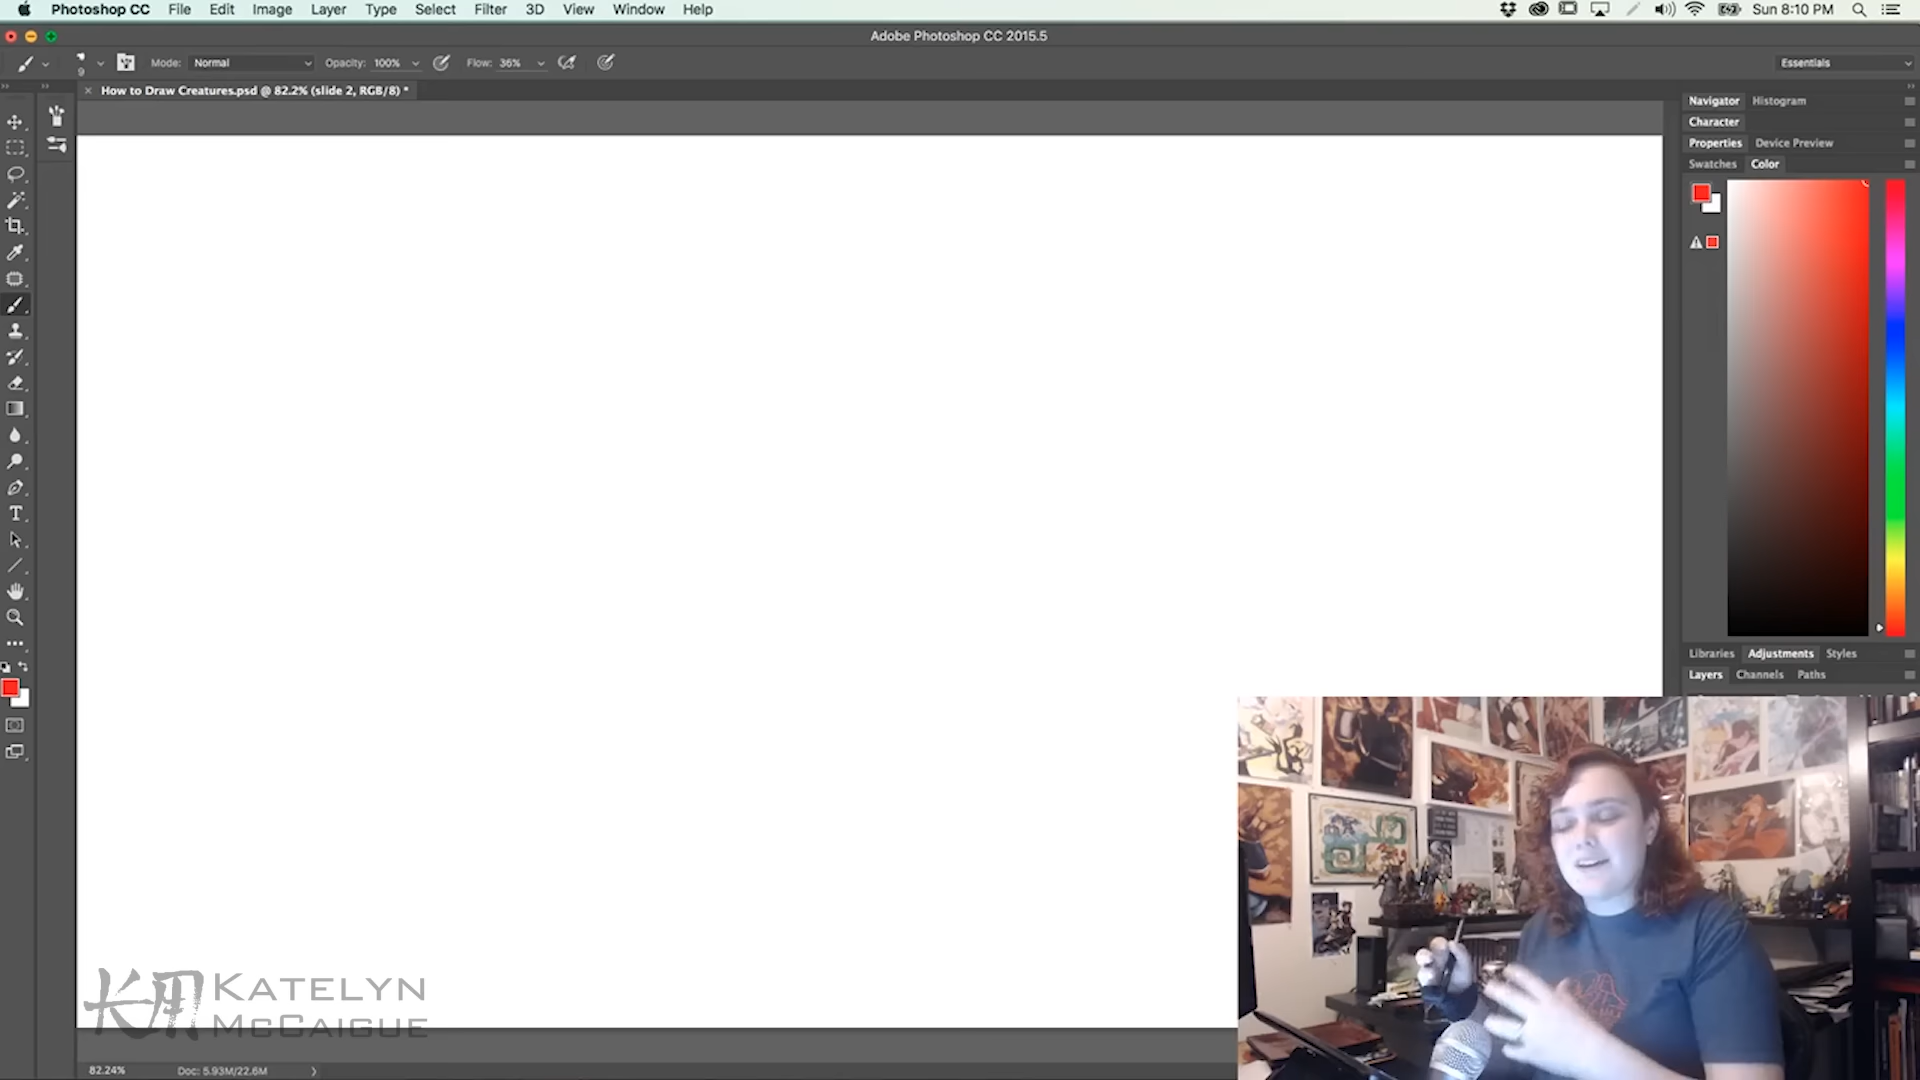 Photoshop CC File Edit Image Layer Type Select Filter 3D View Window Help Sun 8:10 PM
Adobe Photoshop CC 2015.5
9 Mode: Normal Opacity: 100% Flow: 36% Essentials
× How to Draw Creatures.psd @ 82.2% (slide 2, RGB/8) *
Navigator Histogram
Character
Properties Device Preview
Swatches Color
Libraries Adjustments Styles
Layers Channels Paths
KATELYN
MCCAIGUE
82.24% Doc: 5.93M/22.6M